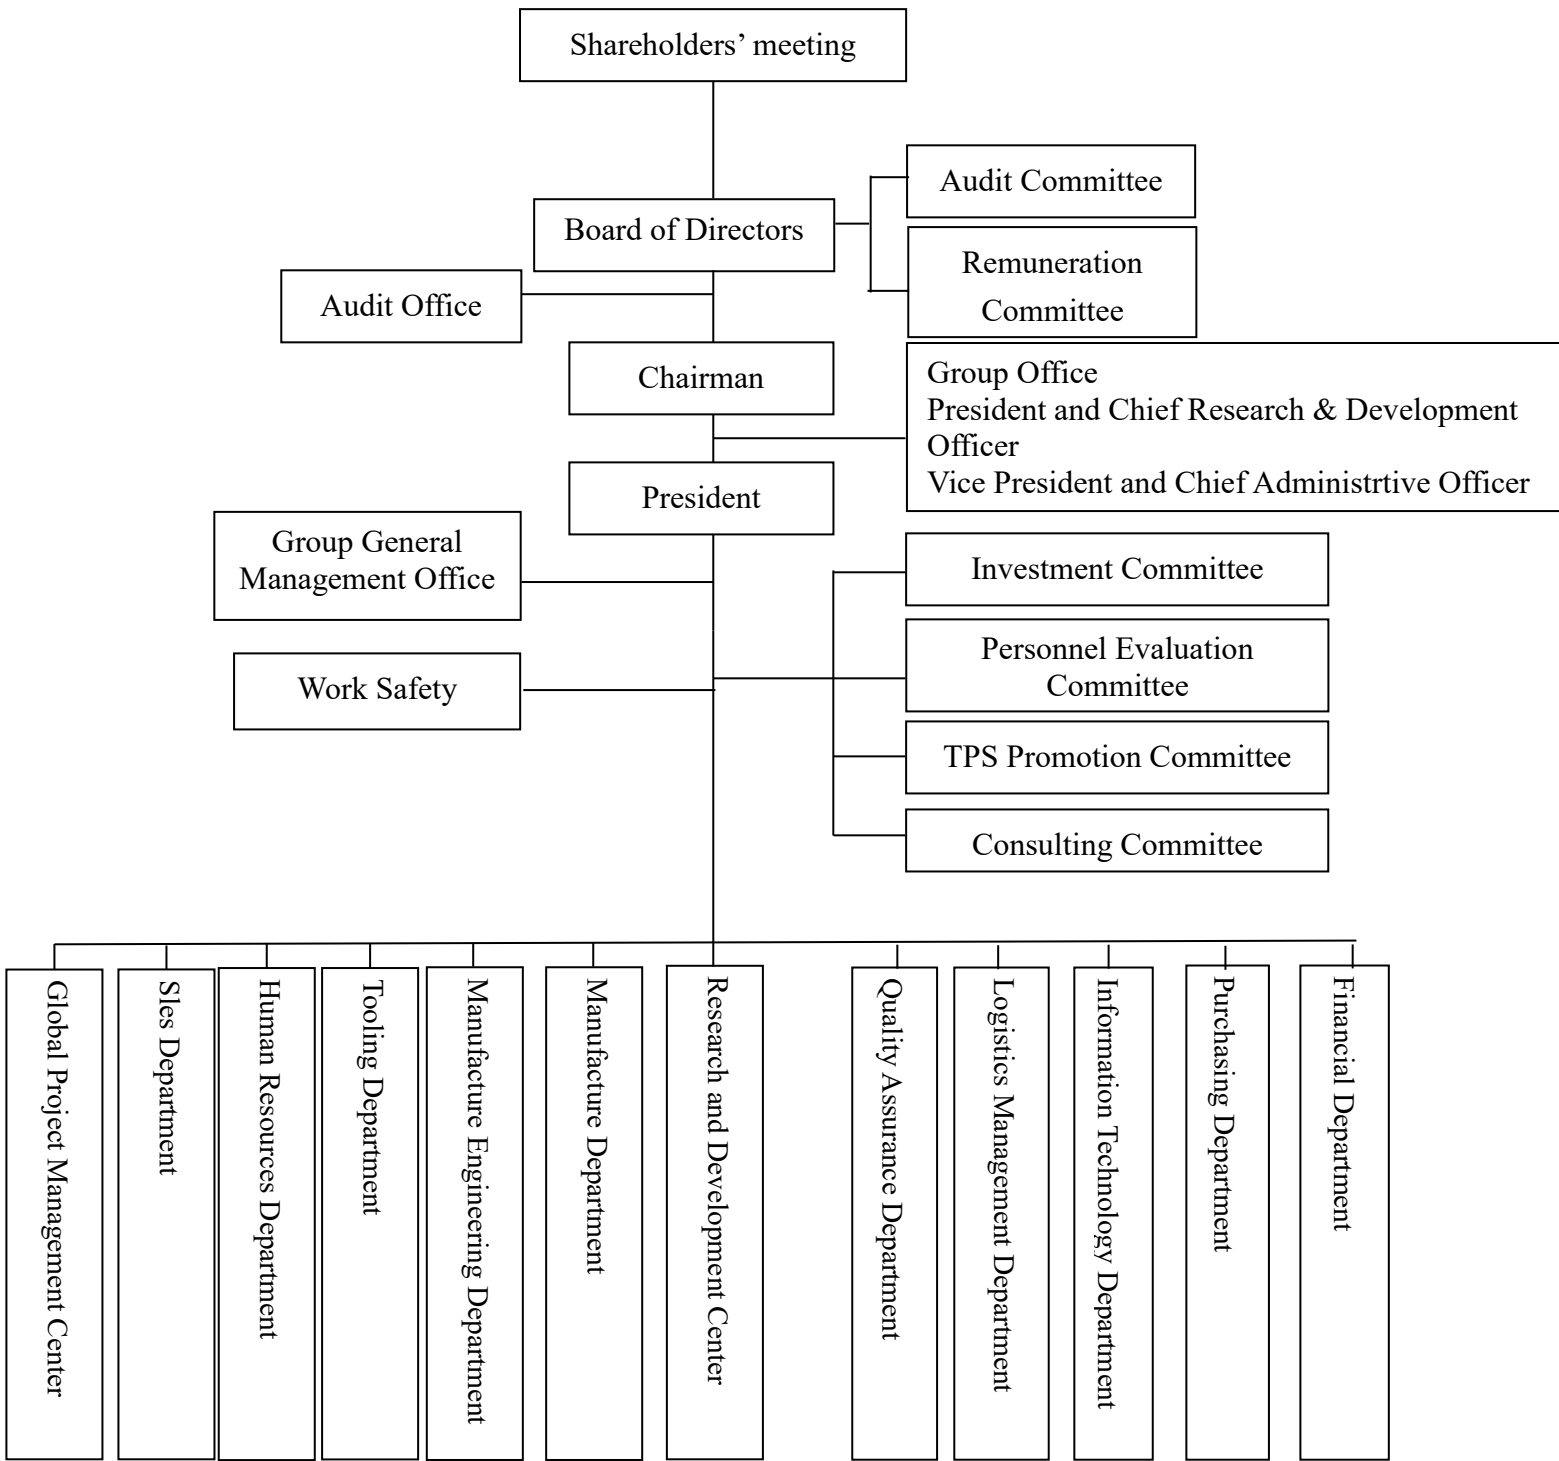 Shareholders’ meeting
Audit Committee
Board of Directors
Remuneration
Committee
Audit Office
Chairman
Group Office
President and Chief Research & Development
Officer
Vice President and Chief Administrtive Officer
President
Group General
Management Office
Investment Committee
Personnel Evaluation
Committee
Work Safety
TPS Promotion Committee
Consulting Committee
Global Project Management Center
Sles Department
Human Resources Department
Tooling Department
Manufacture Engineering Department
Manufacture Department
Research and Development Center
Quality Assurance Department
Logistics Management Department
Information Technology Department
Purchasing Department
Financial Department